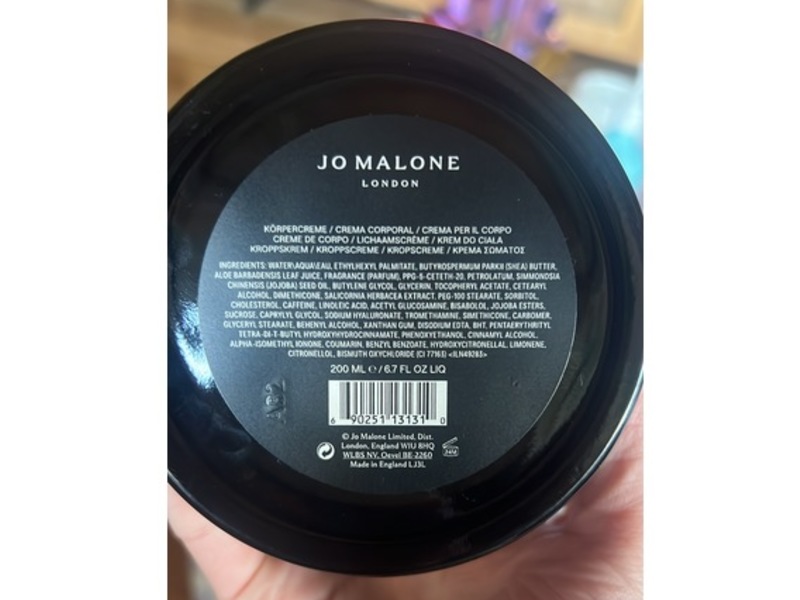 JO MALONE
LONDON
KÖRPERCREME / CREMA CORPORAL / CREMA PER IL CORPO
CREME DE CORPO / LICHAAMSCRÈME / KREM DO CIAŁA
KROPPSKREM / KROPPSCREME / KROPSCREME / ΚΡΕΜΑ ΣΩΜΑΤΟΣ
INGREDIENTS: WATER\AQUA\EAU, ETHYLHEXYL PALMITATE, BUTYROSPERMUM PARKII (SHEA) BUTTER,
ALOE BARBADENSIS LEAF JUICE, FRAGRANCE (PARFUM), PPG-5-CETETH-20, PETROLATUM, SIMMONDSIA
CHINENSIS (JOJOBA) SEED OIL, BUTYLENE GLYCOL, GLYCERIN, TOCOPHERYL ACETATE, CETEARYL
ALCOHOL, DIMETHICONE, SALICORNIA HERBACEA EXTRACT, PEG-100 STEARATE, SORBITOL,
CHOLESTEROL, CAFFEINE, LINOLEIC ACID, ACETYL GLUCOSAMINE, BISABOLOL, JOJOBA ESTERS,
SUCROSE, CAPRYLYL GLYCOL, SODIUM HYALURONATE, TROMETHAMINE, SIMETHICONE, CARBOMER,
GLYCERYL STEARATE, BEHENYL ALCOHOL, XANTHAN GUM, DISODIUM EDTA, BHT, PENTAERYTHRITYL
TETRA-DI-T-BUTYL HYDROXYHYDROCINNAMATE, PHENOXYETHANOL, CINNAMYL ALCOHOL,
ALPHA-ISOMETHYL IONONE, COUMARIN, BENZYL BENZOATE, HYDROXYCITRONELLAL, LIMONENE,
CITRONELLOL, BISMUTH OXYCHLORIDE (CI 77163) <ILN49285>
200 ML ℮ / 6.7 FL OZ LIQ
6 90251 13131 0
© Jo Malone Limited, Dist.
London, England W1U 8HQ
WLBS NV, Oevel BE-2260
Made in England LJ3L
24M
A92